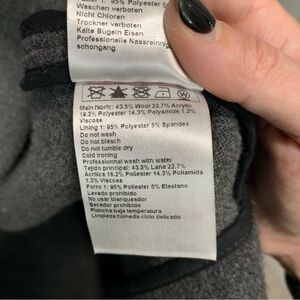 95% Polyester 5
Waschen verboten
Nicht Chloren
Trockner verboten
Kalte Bugeln Eisen
Professionelle Nassreinig
schongang
W
Main fabric: 43.5% Wool 22.7% Acrylic
18.2% Polyester 14.3% Polyamide 1.3%
Viscose
Lining 1: 95% Polyester 5% Spandex
Do not wash
Do not bleach
Do not tumble dry
Cold ironing
Professionnal wash with water
Tejido principal: 43.5% Lana 22.7%
Acrilico 18.2% Poliester 14.3% Poliamida
1.3% Viscosa
Forro 1: 95% Poliester 5% Elastano
Lavado prohibido
No usar blanqueador
Secador prohibido
Plancha baja temperatura
Limpieza húmeda ciclo delicado